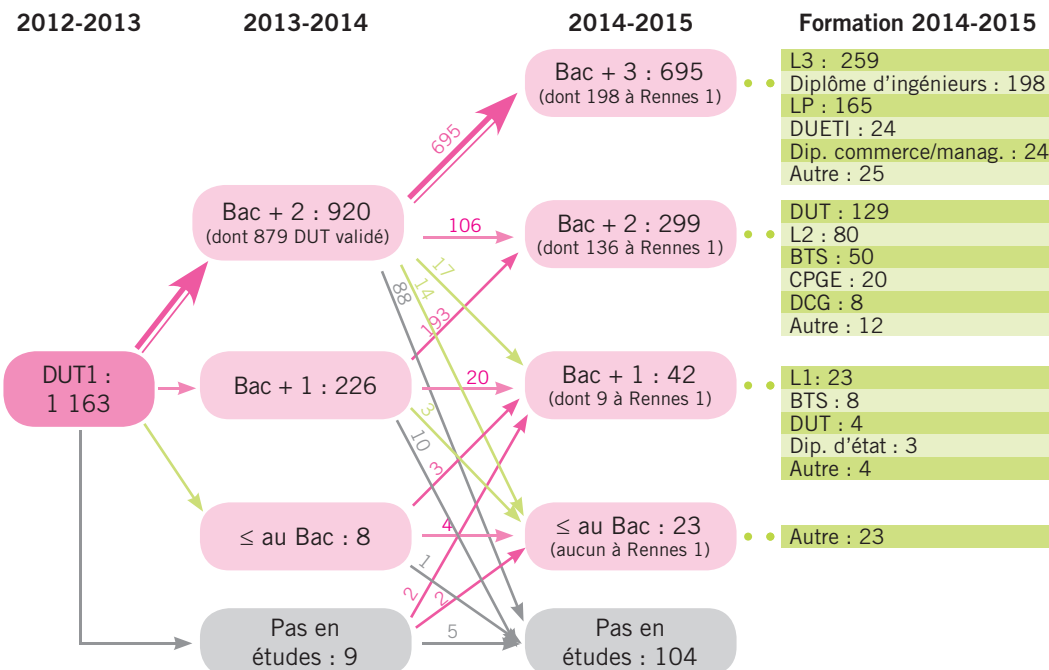 2012-2013
2013-2014
2014-2015
Formation 2014-2015
DUT1 :
1 163
Bac + 2 : 920
(dont 879 DUT validé)
Bac + 1 : 226
≤ au Bac : 8
Pas en
études : 9
695
106
17
14
88
193
20
3
10
3
4
1
2
2
5
Bac + 3 : 695
(dont 198 à Rennes 1)
Bac + 2 : 299
(dont 136 à Rennes 1)
Bac + 1 : 42
(dont 9 à Rennes 1)
≤ au Bac : 23
(aucun à Rennes 1)
Pas en
études : 104
L3 : 259
Diplôme d'ingénieurs : 198
LP : 165
DUETI : 24
Dip. commerce/manag. : 24
Autre : 25
DUT : 129
L2 : 80
BTS : 50
CPGE : 20
DCG : 8
Autre : 12
L1: 23
BTS : 8
DUT : 4
Dip. d'état : 3
Autre : 4
Autre : 23